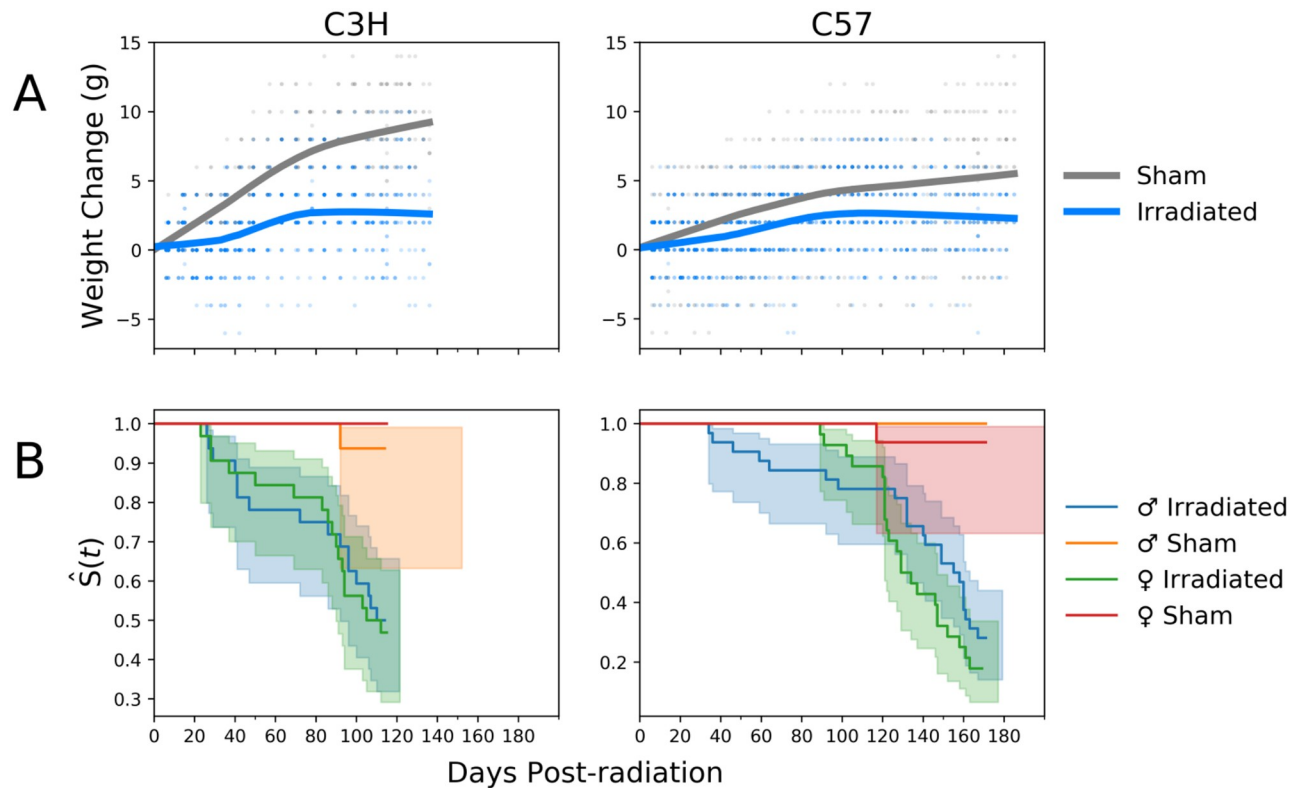 C3H
C57
A
Weight Change (g)
15
10
5
0
−5
15
10
5
0
−5
Sham
Irradiated
B
Ŝ(t)
1.0
0.9
0.8
0.7
0.6
0.5
0.4
0.3
1.0
0.8
0.6
0.4
0.2
♂ Irradiated
♂ Sham
♀ Irradiated
♀ Sham
0 20 40 60 80 100 120 140 160 180
0 20 40 60 80 100 120 140 160 180
Days Post-radiation